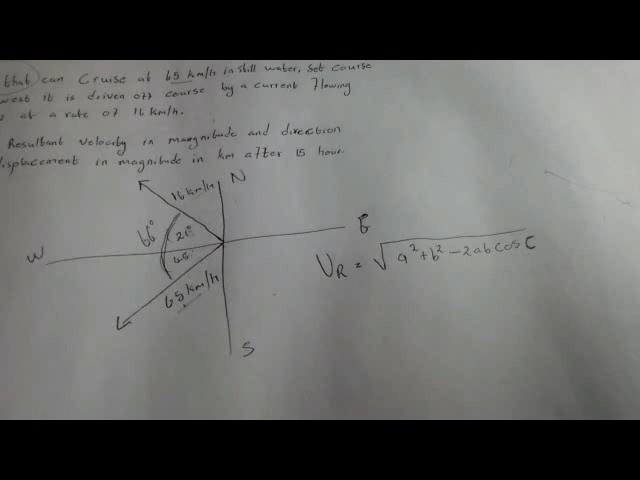 that can cruise at 65 km/h in still water, set course
west it is driven off course by a current flowing
at a rate of 16 km/h.
Resultant velocity in magnitude and direction
displacement in magnitude in km after 15 hour.
16 km/h
N
66°
21°
E
W
45°
65 km/h
VR = √a²+b²-2ab cos C
S